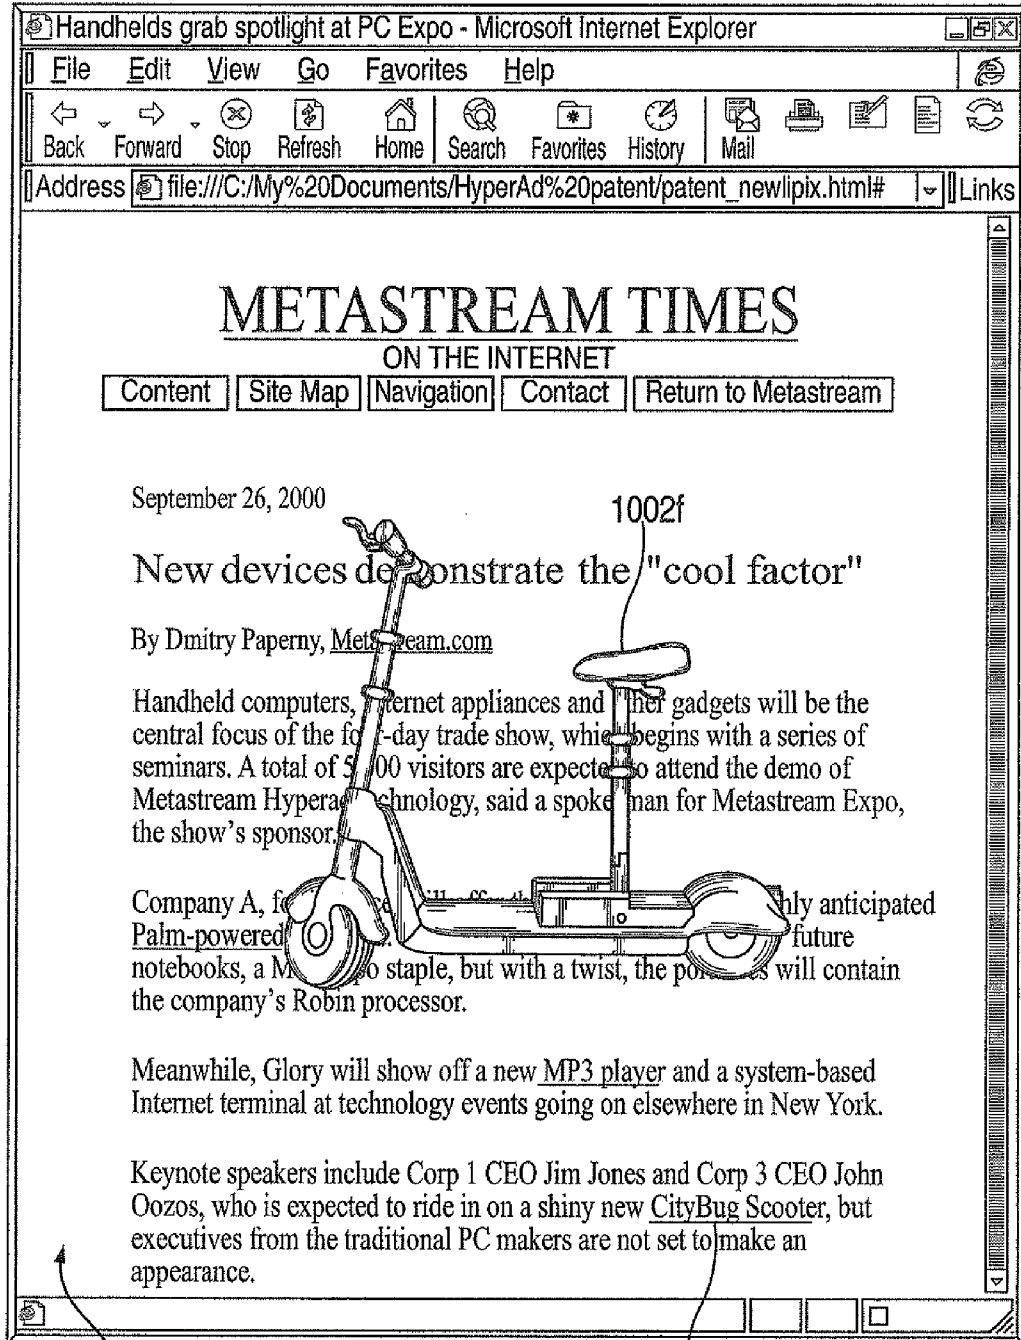 Handhelds grab spotlight at PC Expo - Microsoft Internet Explorer
File Edit View Go Favorites Help
Back Forward Stop Refresh Home Search Favorites History Mail
Address file:///C:/My%20Documents/HyperAd%20patent/patent_newlipix.html# Links
METASTREAM TIMES
ON THE INTERNET
Content Site Map Navigation Contact Return to Metastream
September 26, 2000
1002f
New devices de onstrate the "cool factor"
By Dmitry Paperny, Metastream.com
Handheld computers, ternet appliances and ther gadgets will be the
central focus of the fo -day trade show, whi begins with a series of
seminars. A total of 5 00 visitors are expecte o attend the demo of
Metastream Hypera chnology, said a spoke man for Metastream Expo,
the show's sponsor.
Company A, fo hly anticipated
Palm-powered future
notebooks, a M o staple, but with a twist, the po s will contain
the company's Robin processor.
Meanwhile, Glory will show off a new MP3 player and a system-based
Internet terminal at technology events going on elsewhere in New York.
Keynote speakers include Corp 1 CEO Jim Jones and Corp 3 CEO John
Oozos, who is expected to ride in on a shiny new CityBug Scooter, but
executives from the traditional PC makers are not set to make an
appearance.